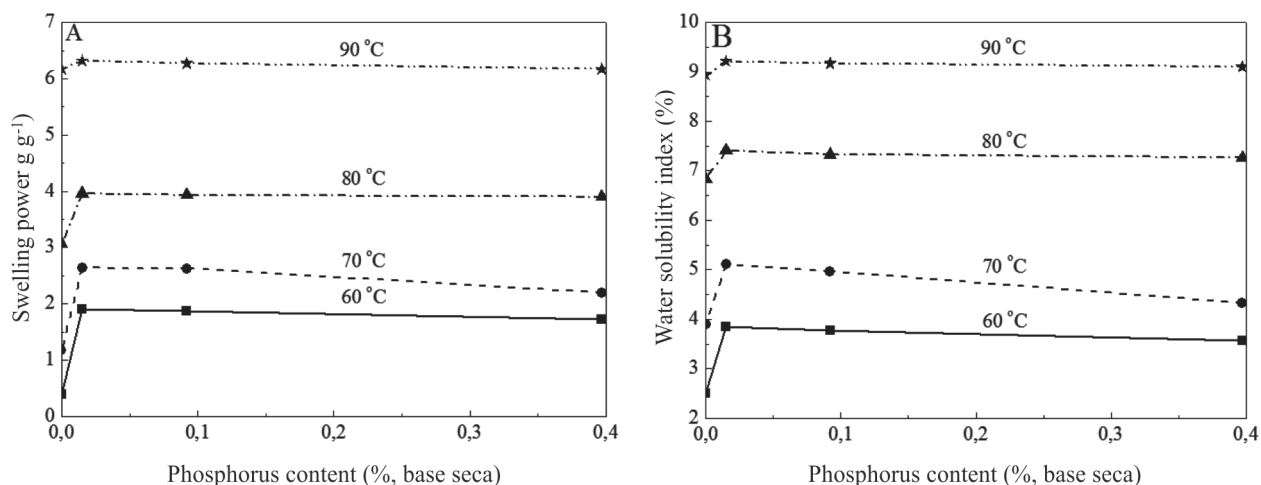 A
Swelling power g g⁻¹
7
6
5
4
3
2
1
0
90 °C
80 °C
70 °C
60 °C
0,0 0,1 0,2 0,3 0,4
Phosphorus content (%, base seca)
B
Water solubility index (%)
10
9
8
7
6
5
4
3
2
90 °C
80 °C
70 °C
60 °C
0,0 0,1 0,2 0,3 0,4
Phosphorus content (%, base seca)